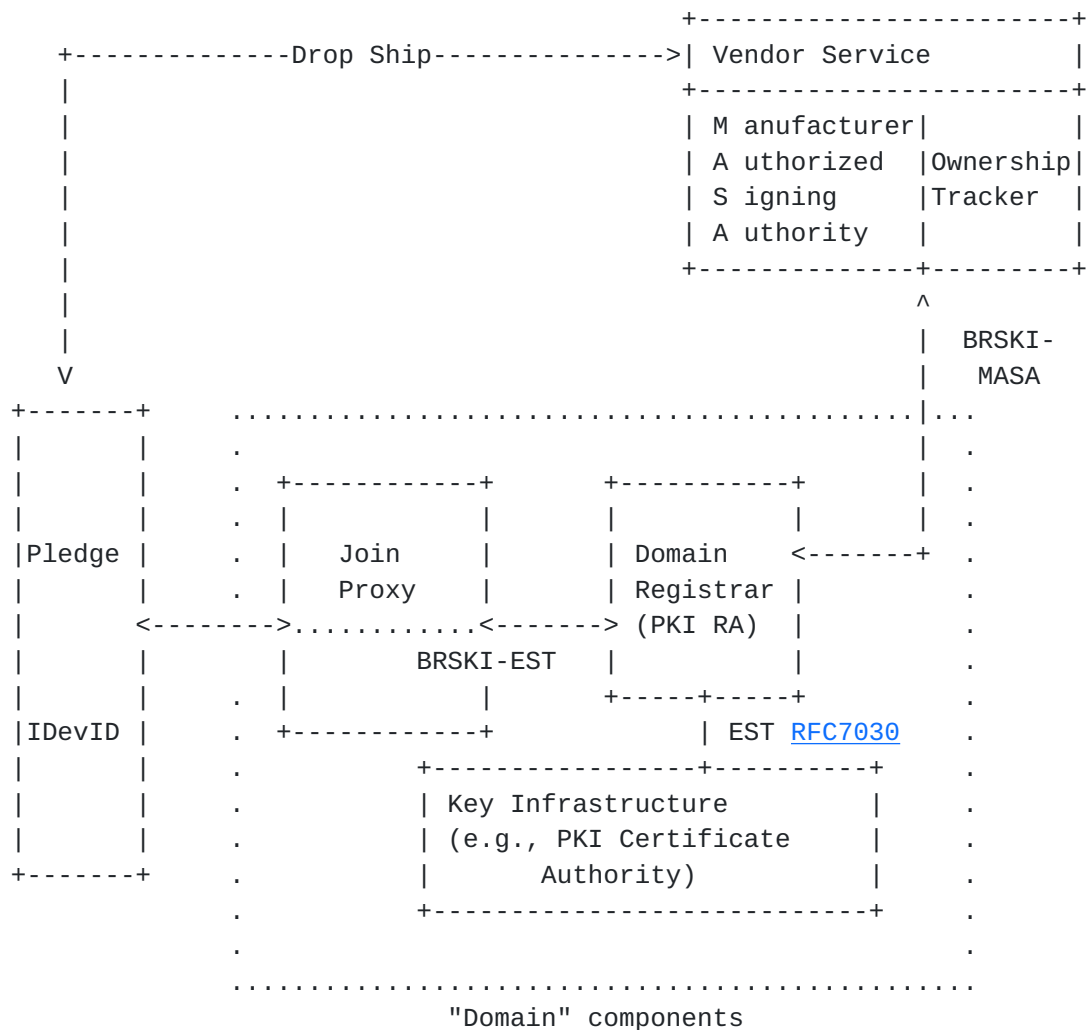 Drop Ship
Vendor Service
M anufacturer
A uthorized Ownership
S igning Tracker
A uthority
BRSKI-
V MASA
Pledge Join Domain
Proxy Registrar
(PKI RA)
BRSKI-EST
IDevID EST RFC7030
Key Infrastructure
(e.g., PKI Certificate
Authority)
"Domain" components